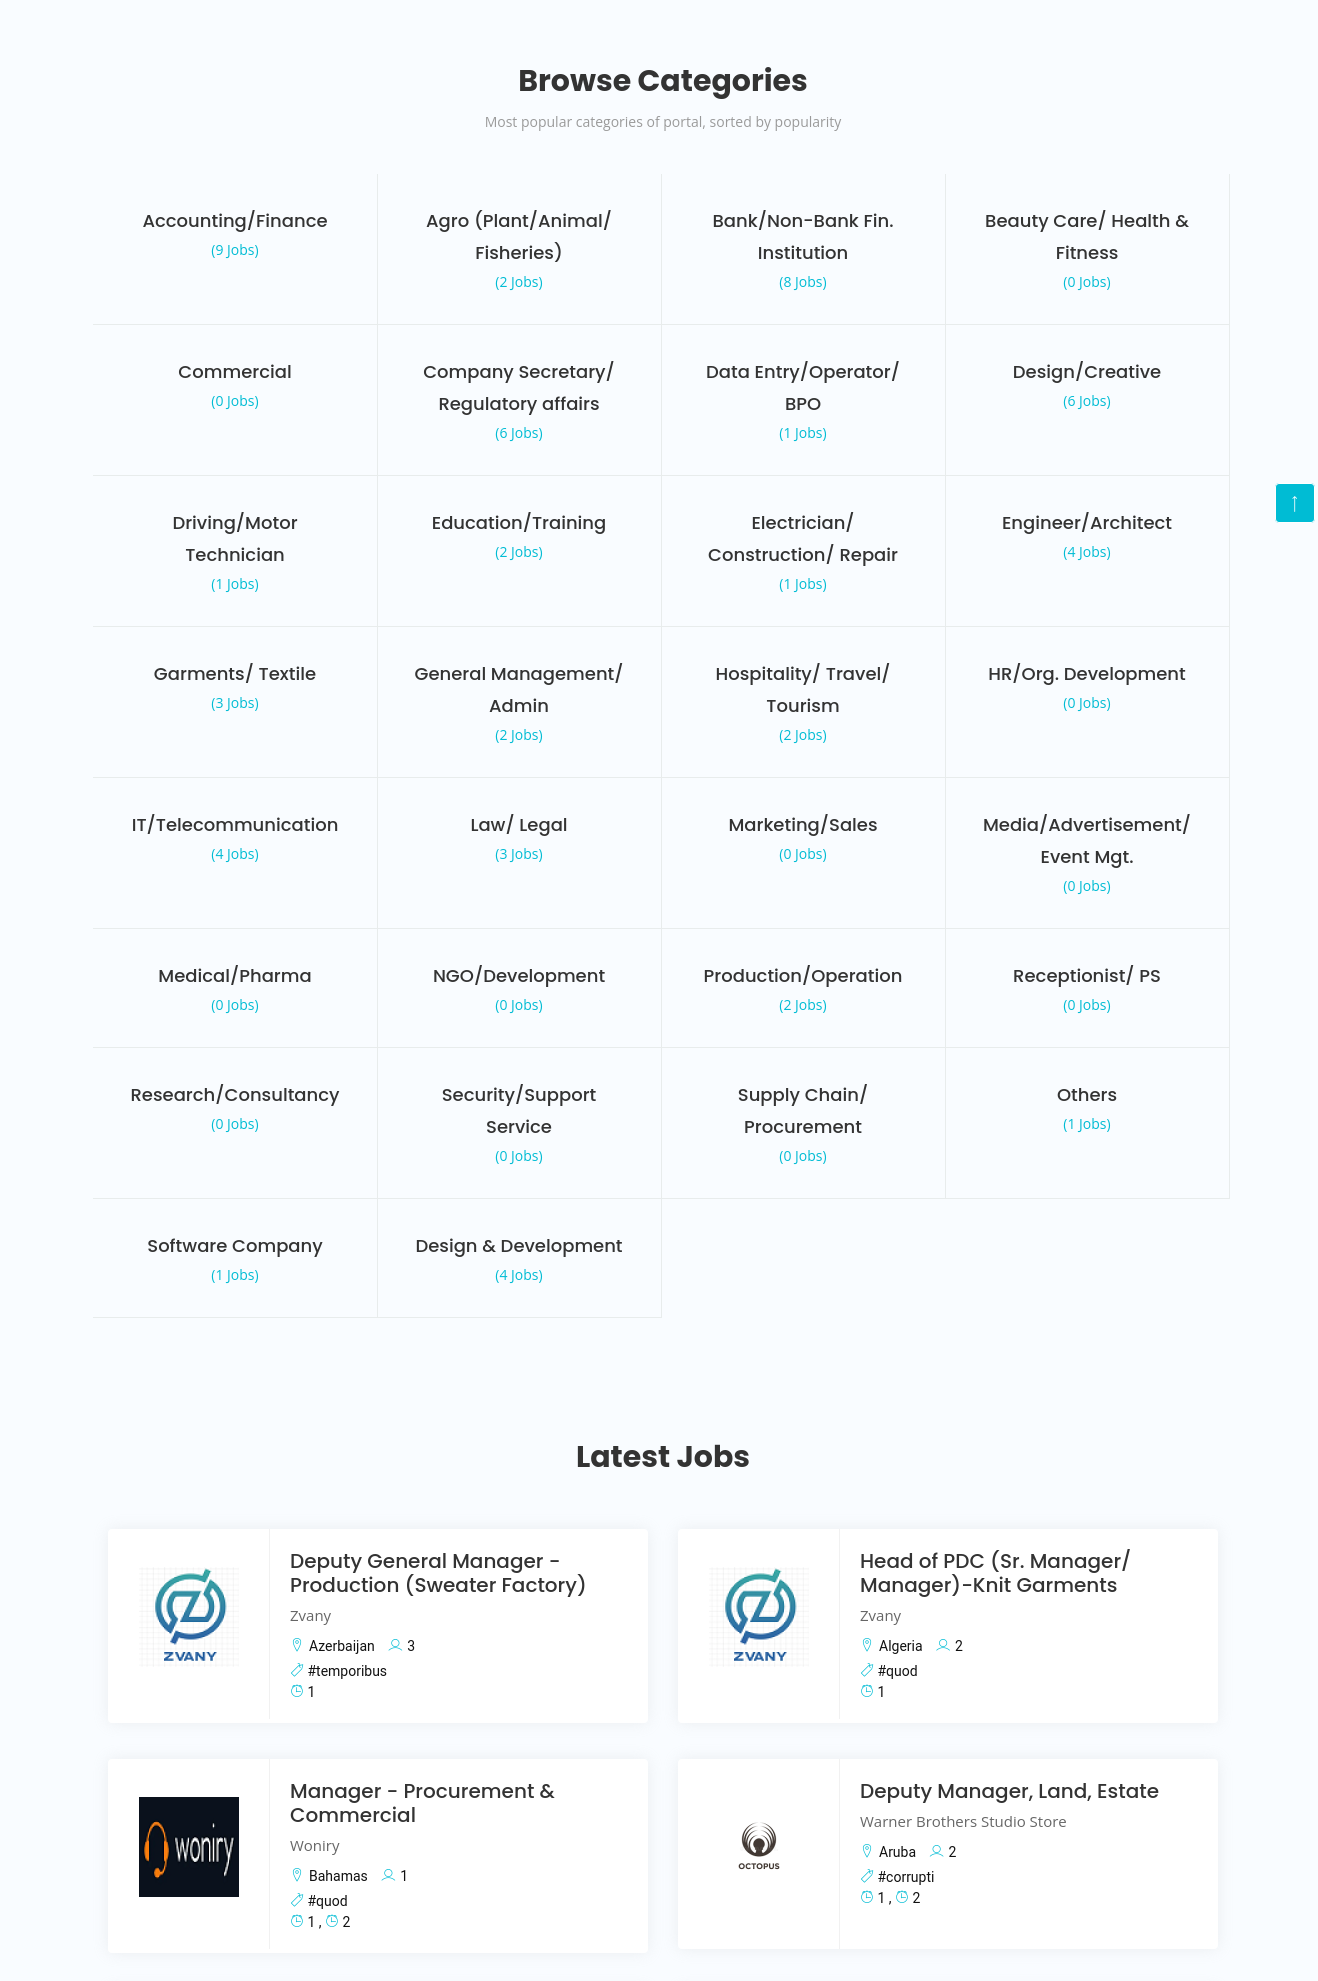 Browse Categories
Most popular categories of portal, sorted by popularity
Accounting/Finance
(9 Jobs)
Agro (Plant/Animal/
Fisheries)
(2 Jobs)
Bank/Non-Bank Fin.
Institution
(8 Jobs)
Beauty Care/ Health &
Fitness
(0 Jobs)
Commercial
(0 Jobs)
Company Secretary/
Regulatory affairs
(6 Jobs)
Data Entry/Operator/
BPO
(1 Jobs)
Design/Creative
(6 Jobs)
Driving/Motor
Technician
(1 Jobs)
Education/Training
(2 Jobs)
Electrician/
Construction/ Repair
(1 Jobs)
Engineer/Architect
(4 Jobs)
Garments/ Textile
(3 Jobs)
General Management/
Admin
(2 Jobs)
Hospitality/ Travel/
Tourism
(2 Jobs)
HR/Org. Development
(0 Jobs)
IT/Telecommunication
(4 Jobs)
Law/ Legal
(3 Jobs)
Marketing/Sales
(0 Jobs)
Media/Advertisement/
Event Mgt.
(0 Jobs)
Medical/Pharma
(0 Jobs)
NGO/Development
(0 Jobs)
Production/Operation
(2 Jobs)
Receptionist/ PS
(0 Jobs)
Research/Consultancy
(0 Jobs)
Security/Support
Service
(0 Jobs)
Supply Chain/
Procurement
(0 Jobs)
Others
(1 Jobs)
Software Company
(1 Jobs)
Design & Development
(4 Jobs)
Latest Jobs
ZVANY
Deputy General Manager -
Production (Sweater Factory)
Zvany
Azerbaijan 3
#temporibus
1
ZVANY
Head of PDC (Sr. Manager/
Manager)-Knit Garments
Zvany
Algeria 2
#quod
1
woniry
Manager - Procurement &
Commercial
Woniry
Bahamas 1
#quod
1 , 2
OCTOPUS
Deputy Manager, Land, Estate
Warner Brothers Studio Store
Aruba 2
#corrupti
1 , 2